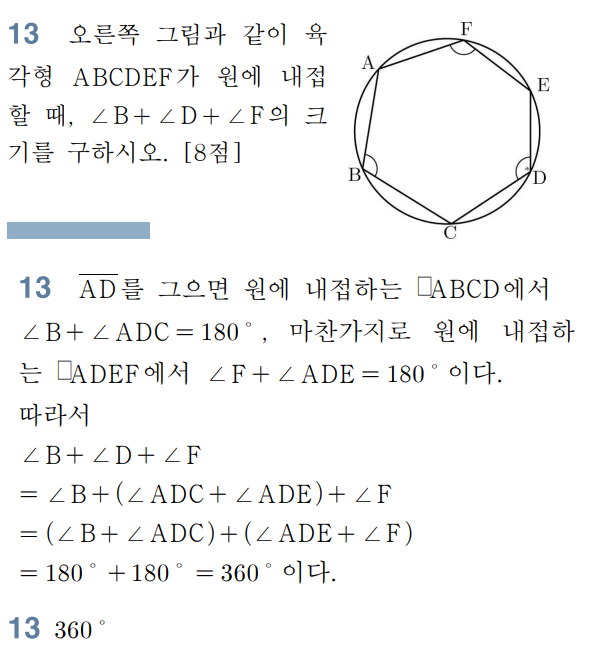 13 오른쪽 그림과 같이 육
각형 ABCDEF가 원에 내접
할 때, ∠B+∠D+∠F의 크
기를 구하시오. [8점]
F
A
E
B
D
C
13 A̅D̅를 그으면 원에 내접하는 □ABCD에서
∠B+∠ADC=180°, 마찬가지로 원에 내접하
는 □ADEF에서 ∠F+∠ADE=180°이다.
따라서
∠B+∠D+∠F
=∠B+(∠ADC+∠ADE)+∠F
=(∠B+∠ADC)+(∠ADE+∠F)
=180°+180°=360°이다.
13 360°